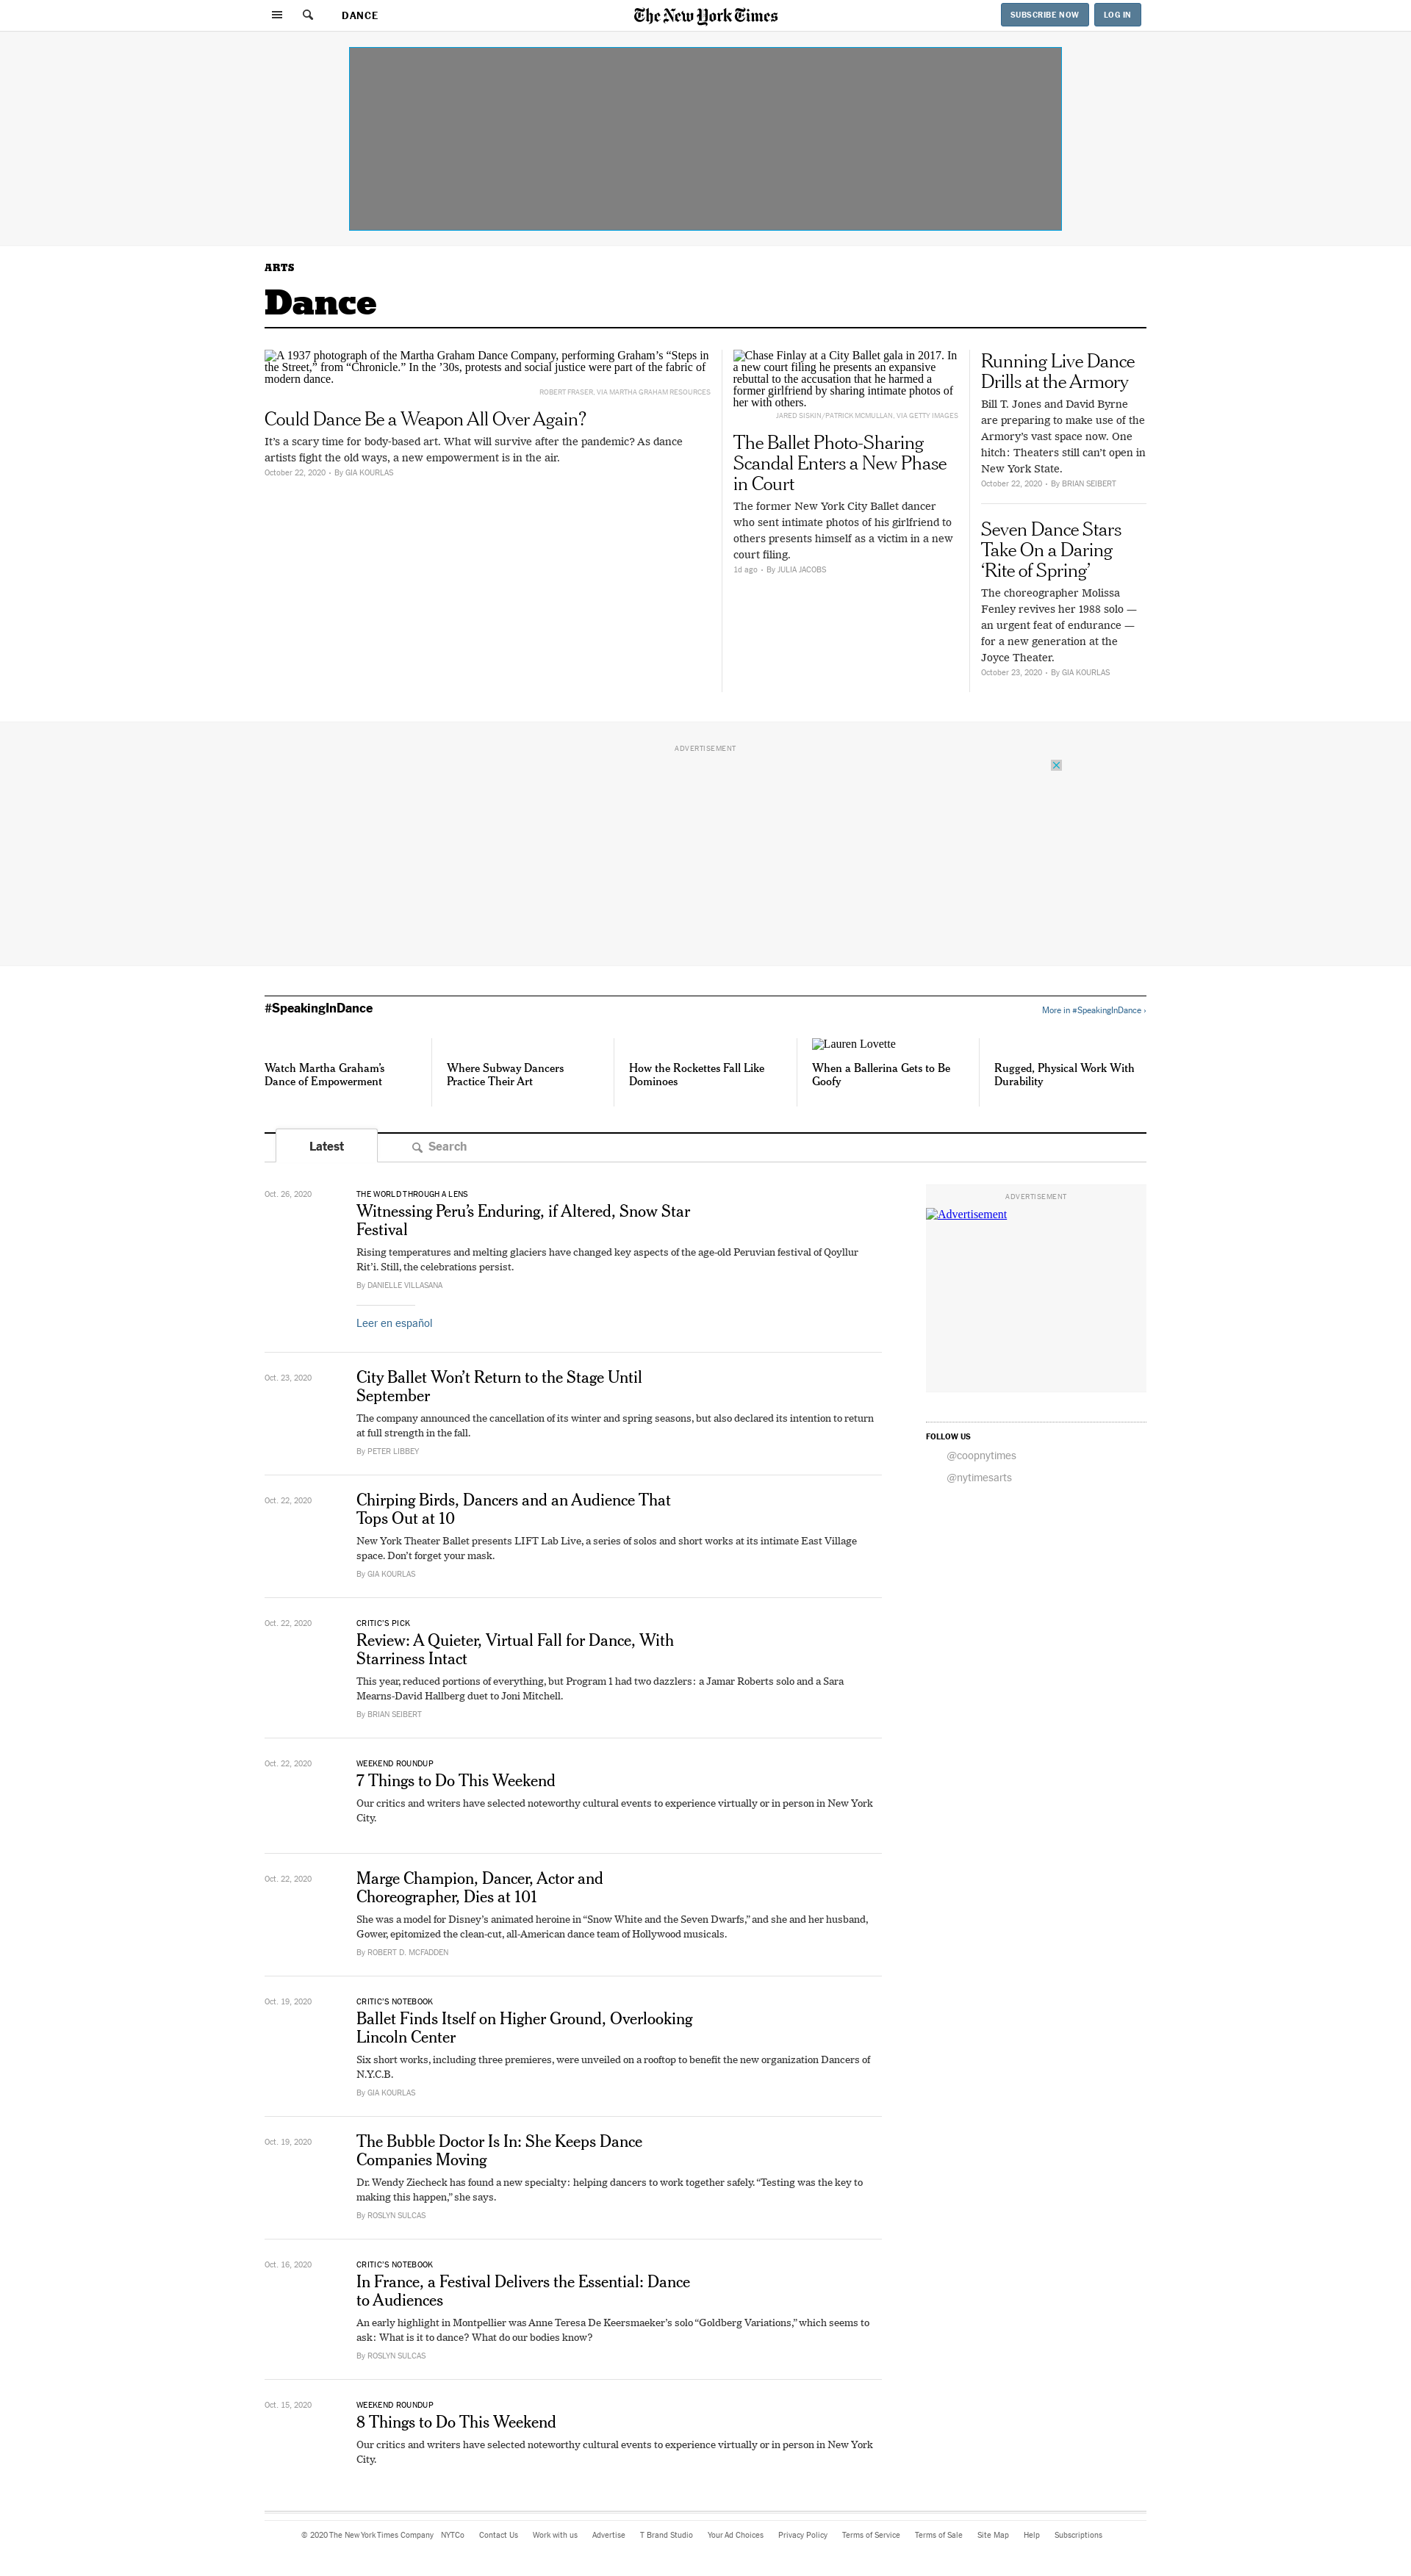 DANCE
The New York Times
SUBSCRIBE NOW
LOG IN
ARTS
Dance
A 1937 photograph of the Martha Graham Dance Company, performing Graham’s “Steps in
the Street,” from “Chronicle.” In the ’30s, protests and social justice were part of the fabric of
modern dance.
ROBERT FRASER, VIA MARTHA GRAHAM RESOURCES
Could Dance Be a Weapon All Over Again?
It’s a scary time for body-based art. What will survive after the pandemic? As dance
artists fight the old ways, a new empowerment is in the air.
October 22, 2020 • By GIA KOURLAS
Chase Finlay at a City Ballet gala in 2017. In
a new court filing he presents an expansive
rebuttal to the accusation that he harmed a
former girlfriend by sharing intimate photos of
her with others.
JARED SISKIN/PATRICK MCMULLAN, VIA GETTY IMAGES
The Ballet Photo-Sharing
Scandal Enters a New Phase
in Court
The former New York City Ballet dancer
who sent intimate photos of his girlfriend to
others presents himself as a victim in a new
court filing.
1d ago • By JULIA JACOBS
Running Live Dance
Drills at the Armory
Bill T. Jones and David Byrne
are preparing to make use of the
Armory’s vast space now. One
hitch: Theaters still can’t open in
New York State.
October 22, 2020 • By BRIAN SEIBERT
Seven Dance Stars
Take On a Daring
‘Rite of Spring’
The choreographer Molissa
Fenley revives her 1988 solo —
an urgent feat of endurance —
for a new generation at the
Joyce Theater.
October 23, 2020 • By GIA KOURLAS
ADVERTISEMENT
#SpeakingInDance
More in #SpeakingInDance ›
Watch Martha Graham’s
Dance of Empowerment
Where Subway Dancers
Practice Their Art
How the Rockettes Fall Like
Dominoes
Lauren Lovette
When a Ballerina Gets to Be
Goofy
Rugged, Physical Work With
Durability
Latest
Search
Oct. 26, 2020
THE WORLD THROUGH A LENS
Witnessing Peru’s Enduring, if Altered, Snow Star
Festival
Rising temperatures and melting glaciers have changed key aspects of the age-old Peruvian festival of Qoyllur
Rit’i. Still, the celebrations persist.
By DANIELLE VILLASANA
Leer en español
Oct. 23, 2020
City Ballet Won’t Return to the Stage Until
September
The company announced the cancellation of its winter and spring seasons, but also declared its intention to return
at full strength in the fall.
By PETER LIBBEY
Oct. 22, 2020
Chirping Birds, Dancers and an Audience That
Tops Out at 10
New York Theater Ballet presents LIFT Lab Live, a series of solos and short works at its intimate East Village
space. Don’t forget your mask.
By GIA KOURLAS
Oct. 22, 2020
CRITIC’S PICK
Review: A Quieter, Virtual Fall for Dance, With
Starriness Intact
This year, reduced portions of everything, but Program 1 had two dazzlers: a Jamar Roberts solo and a Sara
Mearns-David Hallberg duet to Joni Mitchell.
By BRIAN SEIBERT
Oct. 22, 2020
WEEKEND ROUNDUP
7 Things to Do This Weekend
Our critics and writers have selected noteworthy cultural events to experience virtually or in person in New York
City.
Oct. 22, 2020
Marge Champion, Dancer, Actor and
Choreographer, Dies at 101
She was a model for Disney’s animated heroine in “Snow White and the Seven Dwarfs,” and she and her husband,
Gower, epitomized the clean-cut, all-American dance team of Hollywood musicals.
By ROBERT D. MCFADDEN
Oct. 19, 2020
CRITIC’S NOTEBOOK
Ballet Finds Itself on Higher Ground, Overlooking
Lincoln Center
Six short works, including three premieres, were unveiled on a rooftop to benefit the new organization Dancers of
N.Y.C.B.
By GIA KOURLAS
Oct. 19, 2020
The Bubble Doctor Is In: She Keeps Dance
Companies Moving
Dr. Wendy Ziecheck has found a new specialty: helping dancers to work together safely. “Testing was the key to
making this happen,” she says.
By ROSLYN SULCAS
Oct. 16, 2020
CRITIC’S NOTEBOOK
In France, a Festival Delivers the Essential: Dance
to Audiences
An early highlight in Montpellier was Anne Teresa De Keersmaeker’s solo “Goldberg Variations,” which seems to
ask: What is it to dance? What do our bodies know?
By ROSLYN SULCAS
Oct. 15, 2020
WEEKEND ROUNDUP
8 Things to Do This Weekend
Our critics and writers have selected noteworthy cultural events to experience virtually or in person in New York
City.
ADVERTISEMENT
Advertisement
FOLLOW US
@coopnytimes
@nytimesarts
© 2020 The New York Times Company NYTCo Contact Us Work with us Advertise T Brand Studio Your Ad Choices Privacy Policy Terms of Service Terms of Sale Site Map Help Subscriptions